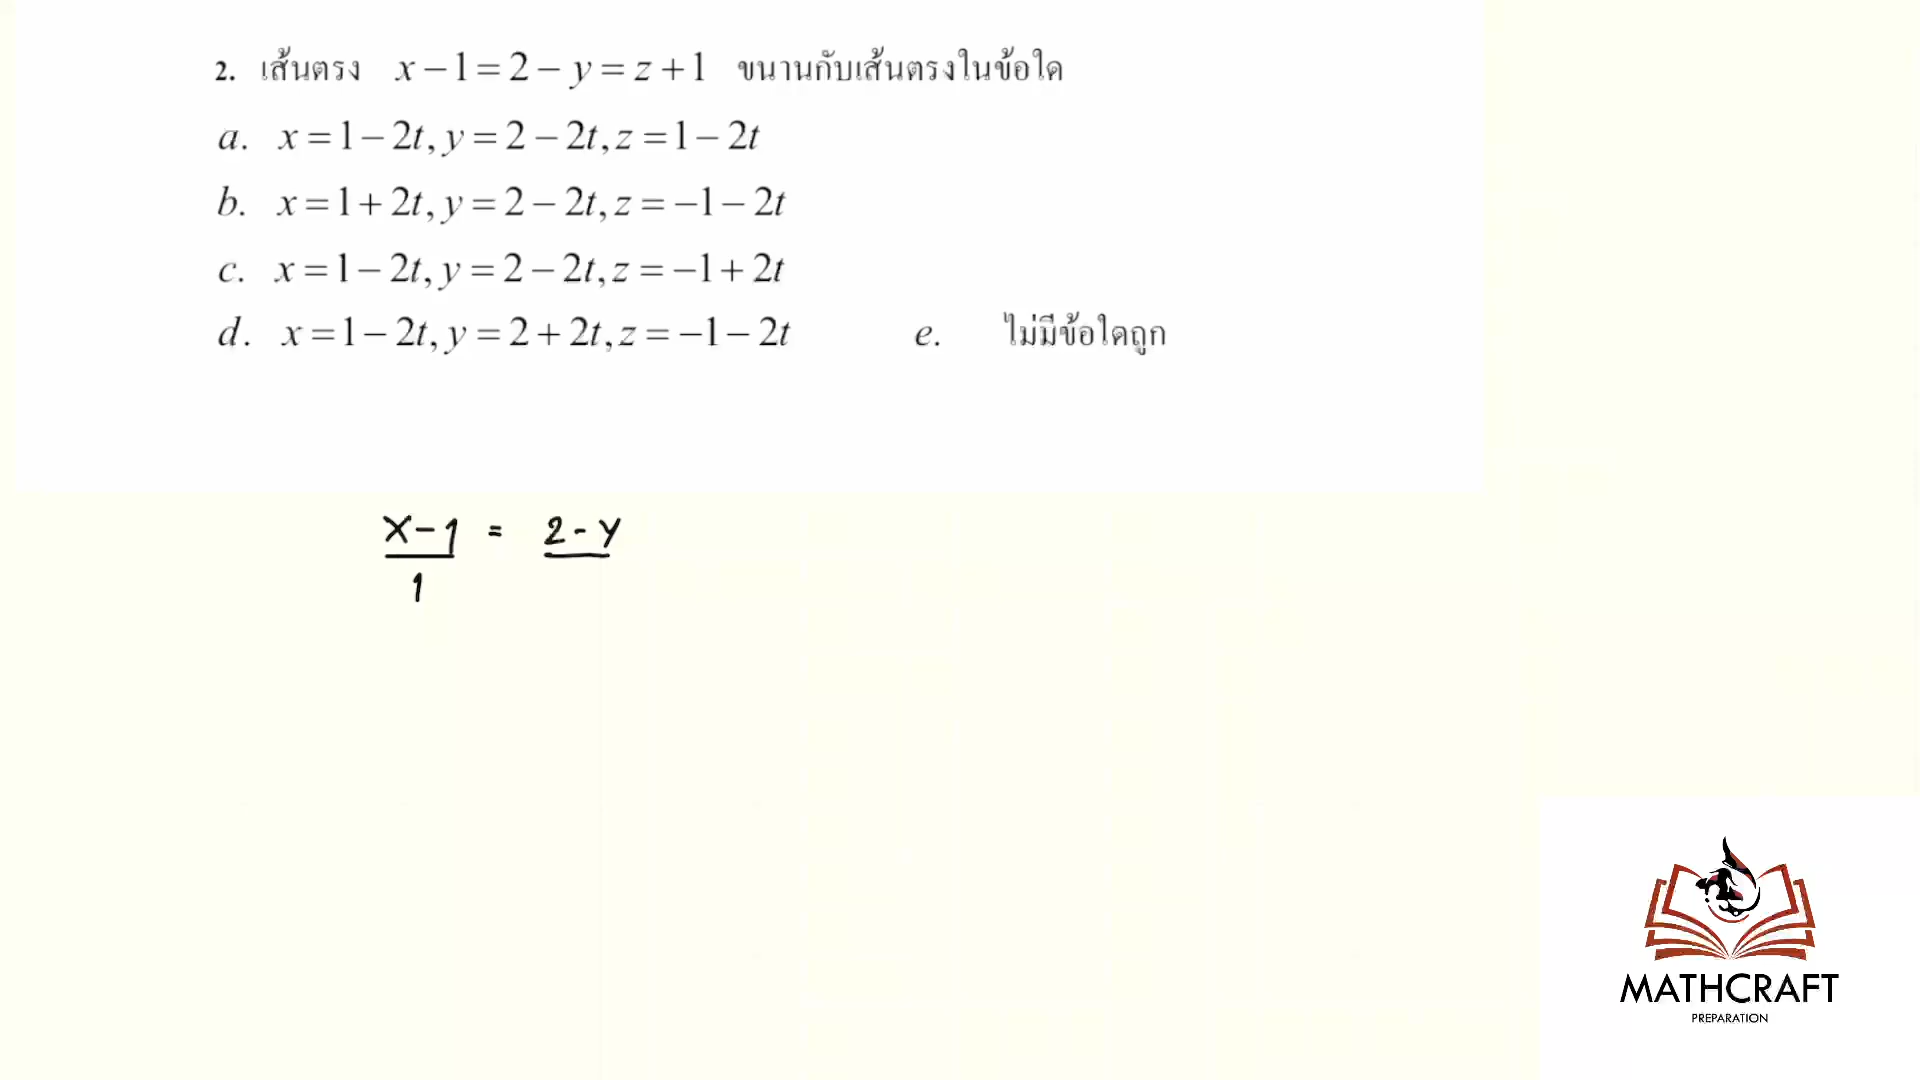 2. เส้นตรง x − 1 = 2 − y = z + 1 ขนานกับเส้นตรงในข้อใด
a. x = 1 − 2t, y = 2 − 2t, z = 1 − 2t
b. x = 1 + 2t, y = 2 − 2t, z = −1 − 2t
c. x = 1 − 2t, y = 2 − 2t, z = −1 + 2t
d. x = 1 − 2t, y = 2 + 2t, z = −1 − 2t e. ไม่มีข้อใดถูก
x − 1 = 2 − y
1
MATHCRAFT
PREPARATION